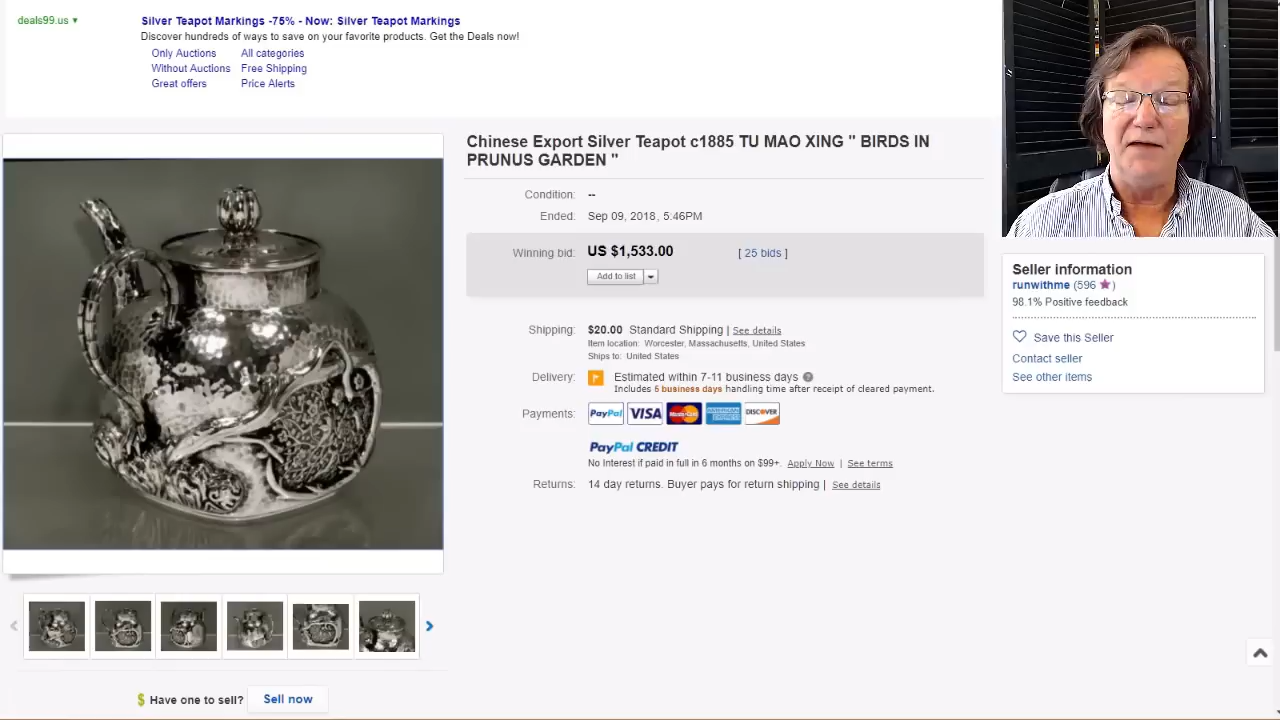 deals99.us ▾
Silver Teapot Markings -75% - Now: Silver Teapot Markings
Discover hundreds of ways to save on your favorite products. Get the Deals now!
Only Auctions All categories
Without Auctions Free Shipping
Great offers Price Alerts
Chinese Export Silver Teapot c1885 TU MAO XING " BIRDS IN
PRUNUS GARDEN "
Condition: --
Ended: Sep 09, 2018, 5:46PM
Winning bid: US $1,533.00 [ 25 bids ]
Add to list
Shipping: $20.00 Standard Shipping | See details
Item location: Worcester, Massachusetts, United States
Ships to: United States
Delivery: Estimated within 7-11 business days
Includes 5 business days handling time after receipt of cleared payment.
Payments: PayPal VISA MasterCard AMERICAN EXPRESS DISCOVER
PayPal CREDIT
No Interest if paid in full in 6 months on $99+. Apply Now | See terms
Returns: 14 day returns. Buyer pays for return shipping | See details
Seller information
runwithme (596 ★)
98.1% Positive feedback
Save this Seller
Contact seller
See other items
Have one to sell? Sell now